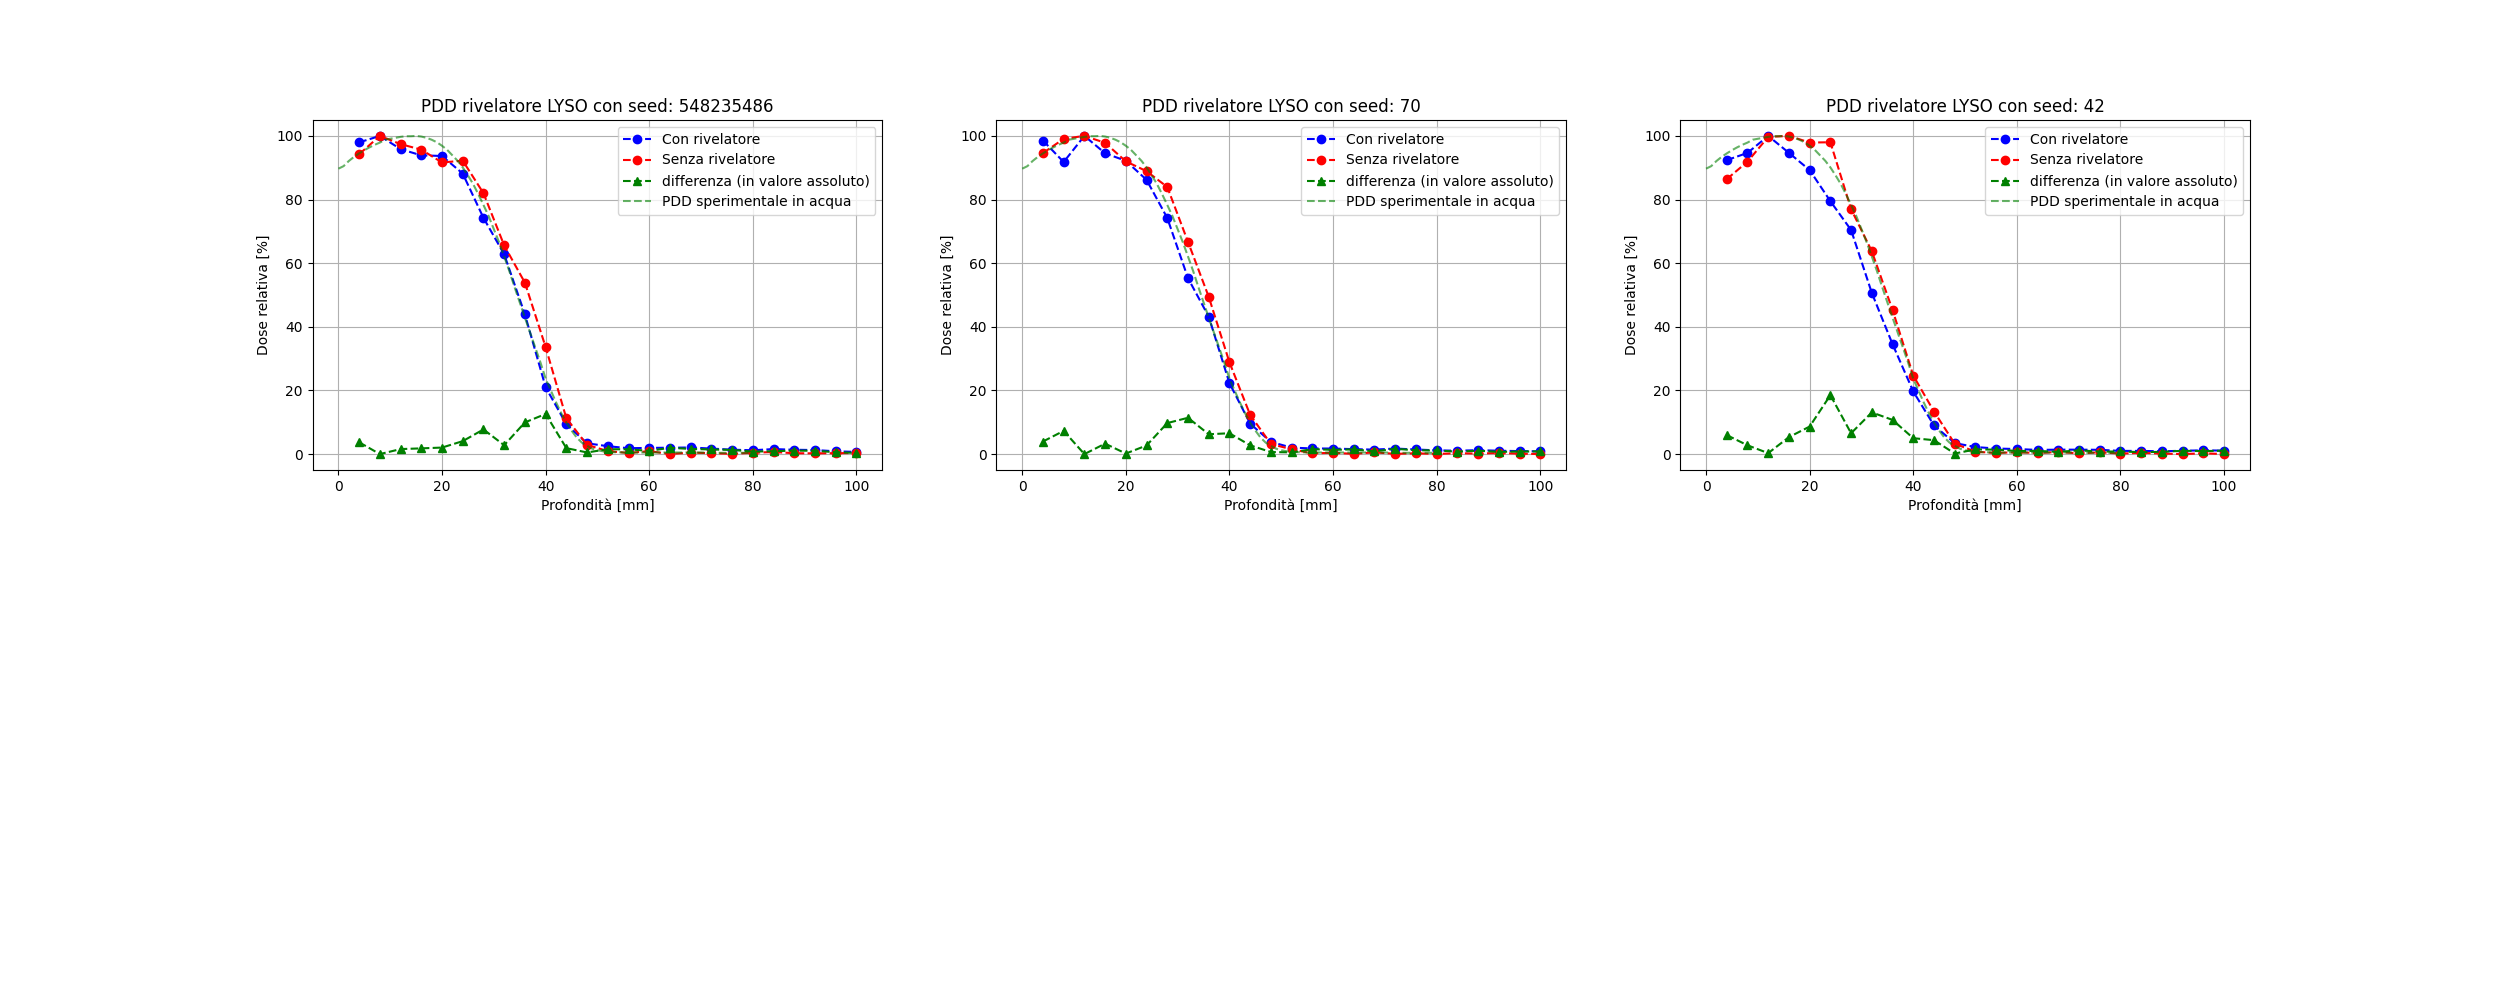 PDD rivelatore LYSO con seed: 548235486
100
80
60
40
20
0
Dose relativa [%]
Con rivelatore
Senza rivelatore
differenza (in valore assoluto)
PDD sperimentale in acqua
0 20 40 60 80 100
Profondità [mm]
PDD rivelatore LYSO con seed: 70
100
80
60
40
20
0
Dose relativa [%]
Con rivelatore
Senza rivelatore
differenza (in valore assoluto)
PDD sperimentale in acqua
0 20 40 60 80 100
Profondità [mm]
PDD rivelatore LYSO con seed: 42
100
80
60
40
20
0
Dose relativa [%]
Con rivelatore
Senza rivelatore
differenza (in valore assoluto)
PDD sperimentale in acqua
0 20 40 60 80 100
Profondità [mm]